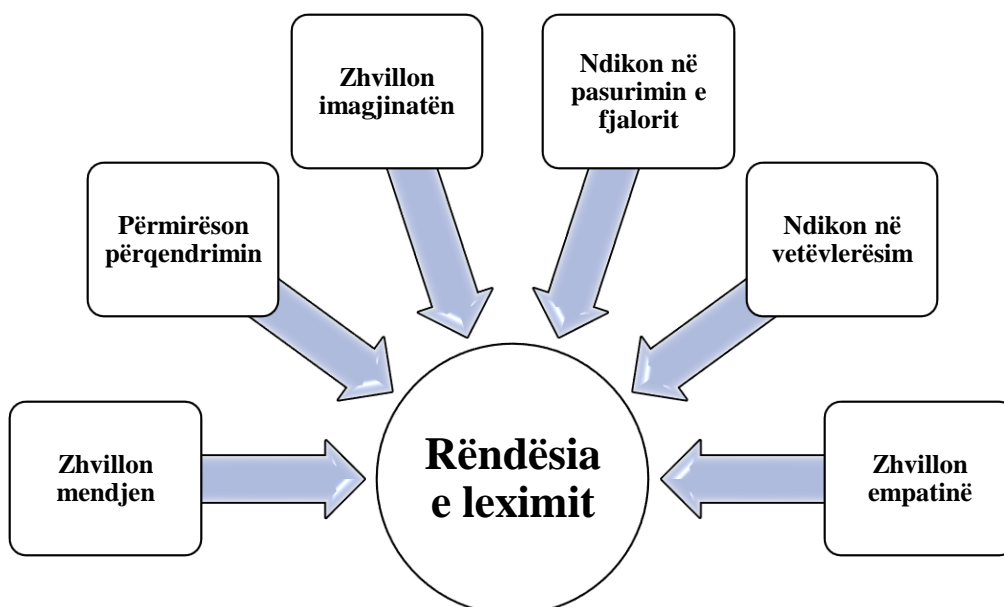 Zhvillon
imagjinatën
Ndikon në
pasurimin e
fjalorit
Përmirëson
përqendrimin
Ndikon në
vetëvlerësim
Zhvillon
mendjen
Rëndësia
e leximit
Zhvillon
empatinë